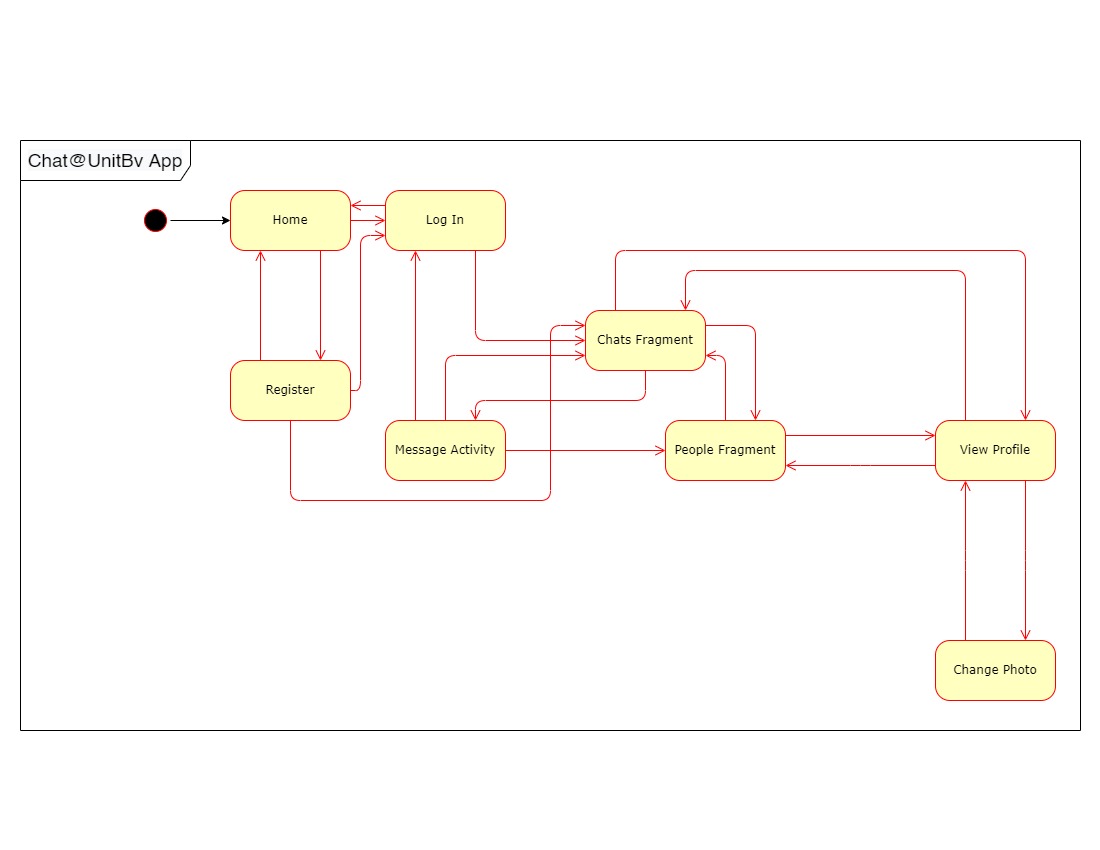 Chat@UnitBv App
Home
Log In
Chats Fragment
Register
Message Activity
People Fragment
View Profile
Change Photo